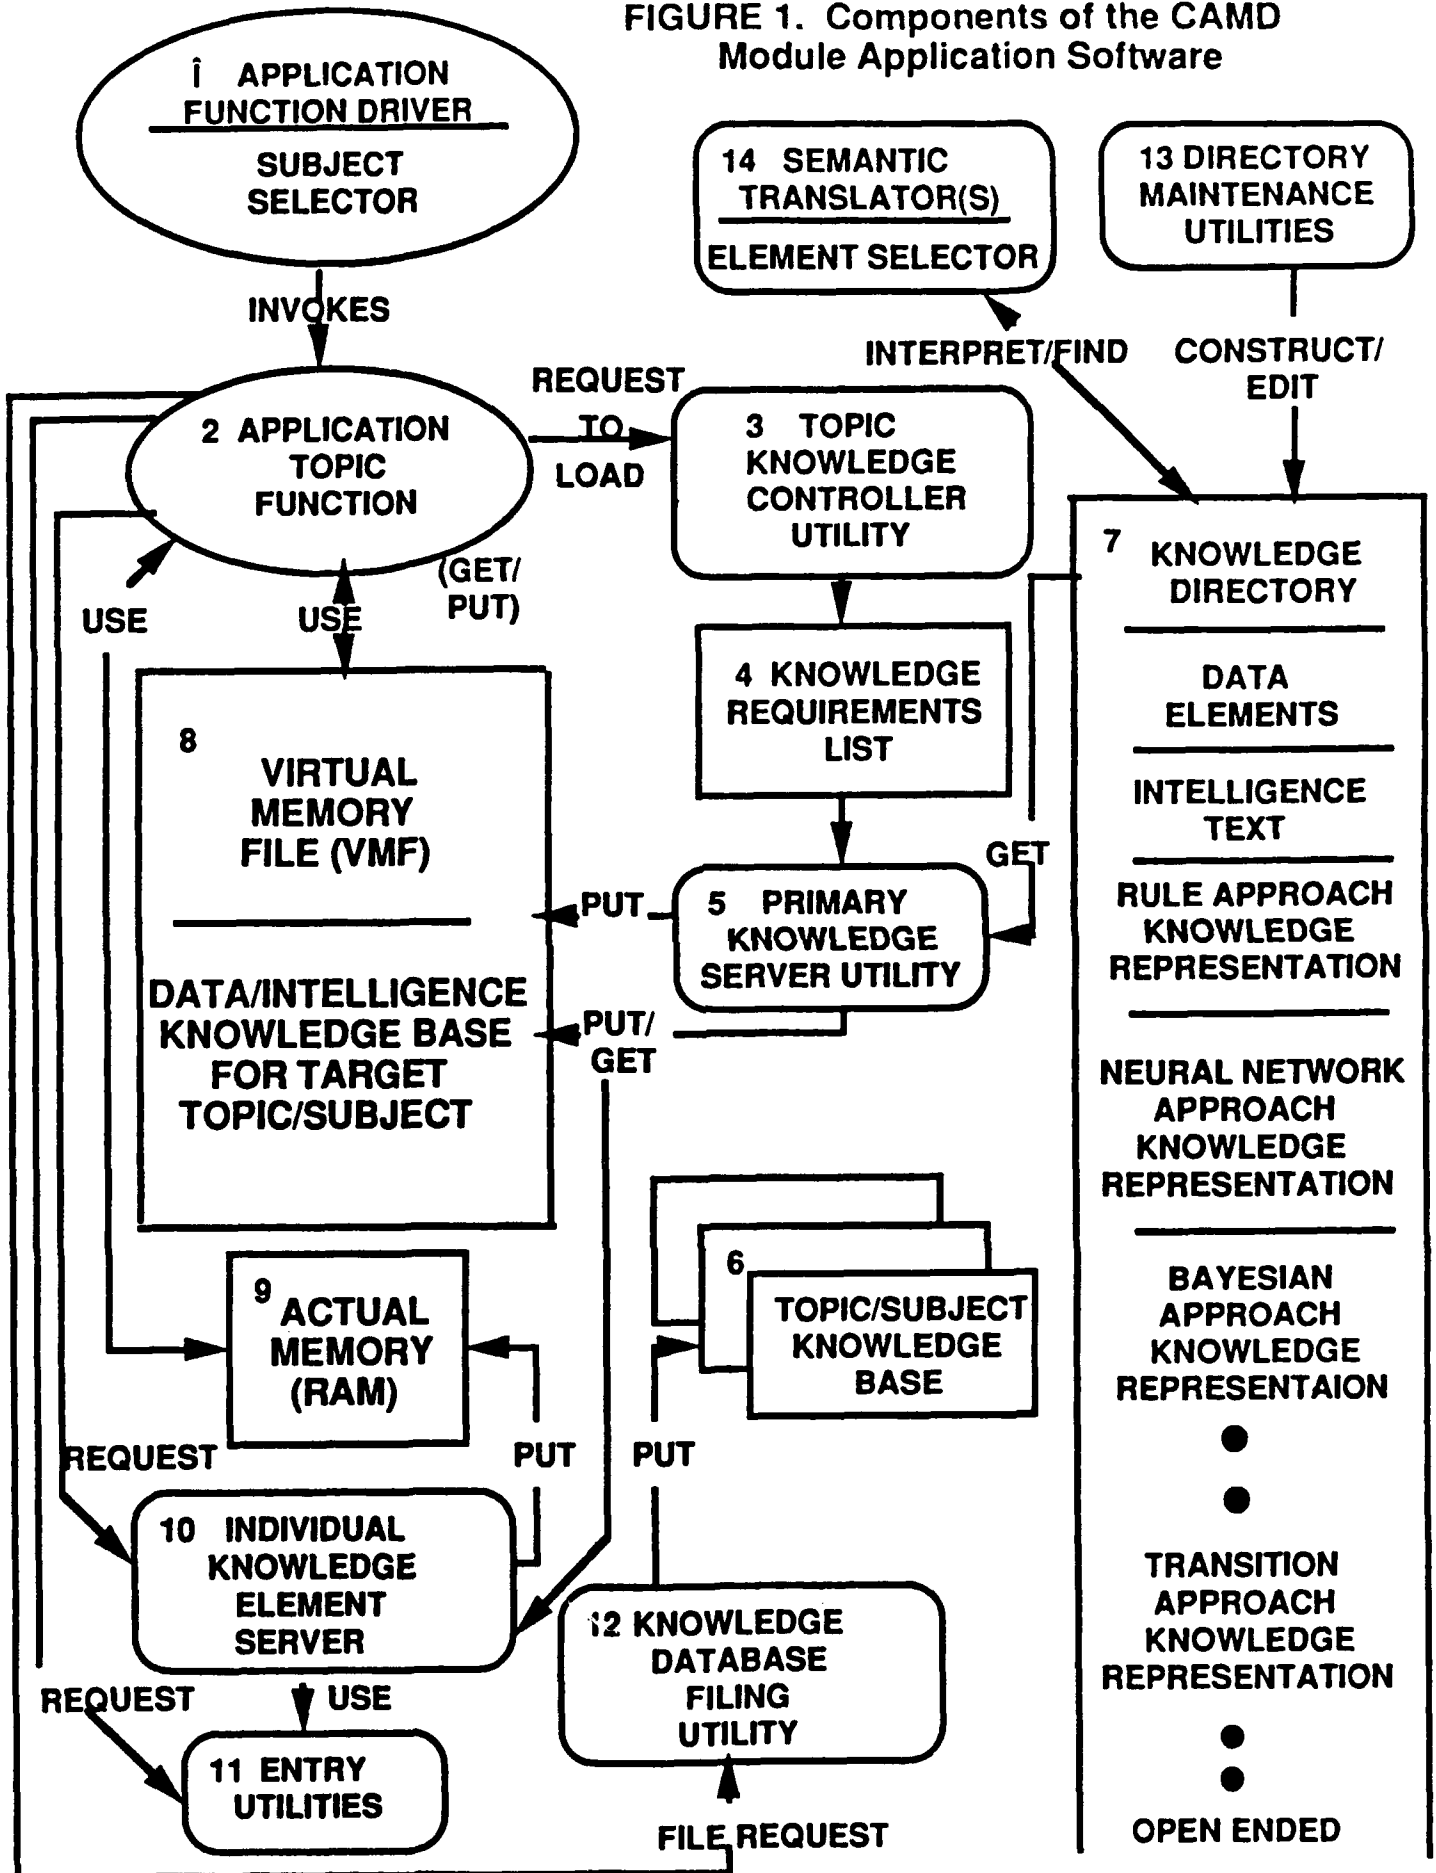 FIGURE 1. Components of the CAMD
Module Application Software
Î APPLICATION
FUNCTION DRIVER
SUBJECT
SELECTOR
INVOKES
14 SEMANTIC
TRANSLATOR(S)
ELEMENT SELECTOR
13 DIRECTORY
MAINTENANCE
UTILITIES
INTERPRET/FIND
CONSTRUCT/
EDIT
2 APPLICATION
TOPIC
FUNCTION
REQUEST
TO
LOAD
3 TOPIC
KNOWLEDGE
CONTROLLER
UTILITY
(GET/
PUT)
USE
USE
4 KNOWLEDGE
REQUIREMENTS
LIST
8
VIRTUAL
MEMORY
FILE (VMF)
DATA/INTELLIGENCE
KNOWLEDGE BASE
FOR TARGET
TOPIC/SUBJECT
PUT
5 PRIMARY
KNOWLEDGE
SERVER UTILITY
GET
PUT/
GET
7
KNOWLEDGE
DIRECTORY
DATA
ELEMENTS
INTELLIGENCE
TEXT
RULE APPROACH
KNOWLEDGE
REPRESENTATION
NEURAL NETWORK
APPROACH
KNOWLEDGE
REPRESENTATION
BAYESIAN
APPROACH
KNOWLEDGE
REPRESENTAION
TRANSITION
APPROACH
KNOWLEDGE
REPRESENTATION
OPEN ENDED
6
TOPIC/SUBJECT
KNOWLEDGE
BASE
9
ACTUAL
MEMORY
(RAM)
REQUEST
PUT
PUT
10 INDIVIDUAL
KNOWLEDGE
ELEMENT
SERVER
12 KNOWLEDGE
DATABASE
FILING
UTILITY
REQUEST
USE
11 ENTRY
UTILITIES
FILE REQUEST